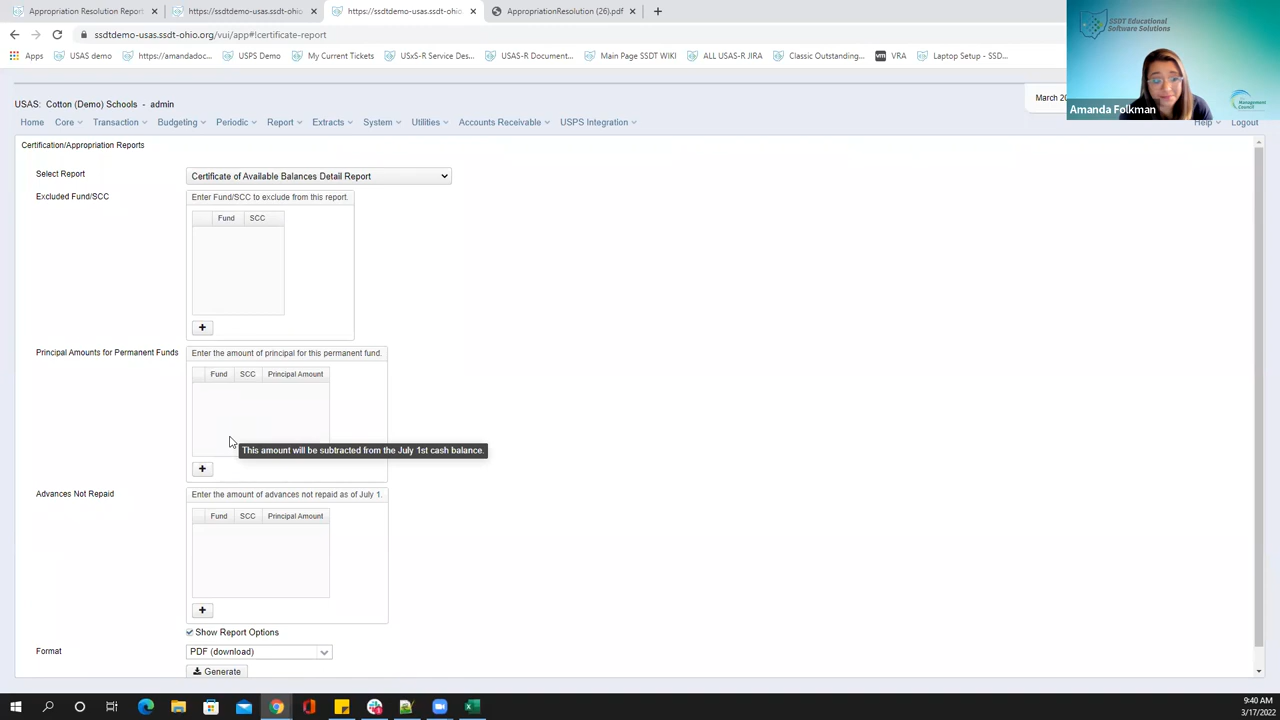 Appropriation Resolution Report
https://ssdtdemo-usas.ssdt-ohio
https://ssdtdemo-usas.ssdt-ohio
AppropriationResolution (26).pdf
ssdtdemo-usas.ssdt-ohio.org/vui/app#!certificate-report
Apps
USAS demo
https://amandadoc...
USPS Demo
My Current Tickets
USxS-R Service Des...
USAS-R Document...
Main Page SSDT WIKI
ALL USAS-R JIRA
Classic Outstanding...
VRA
Laptop Setup - SSD...
SSDT Educational
Software Solutions
Management
Council
Amanda Folkman
USAS: Cotton (Demo) Schools - admin
March 20
Home
Core
Transaction
Budgeting
Periodic
Report
Extracts
System
Utilities
Accounts Receivable
USPS Integration
Help
Logout
Certification/Appropriation Reports
Select Report
Certificate of Available Balances Detail Report
Excluded Fund/SCC
Enter Fund/SCC to exclude from this report.
Fund SCC
Principal Amounts for Permanent Funds
Enter the amount of principal for this permanent fund.
Fund SCC Principal Amount
This amount will be subtracted from the July 1st cash balance.
Advances Not Repaid
Enter the amount of advances not repaid as of July 1.
Fund SCC Principal Amount
Show Report Options
Format
PDF (download)
Generate
9:40 AM
3/17/2022